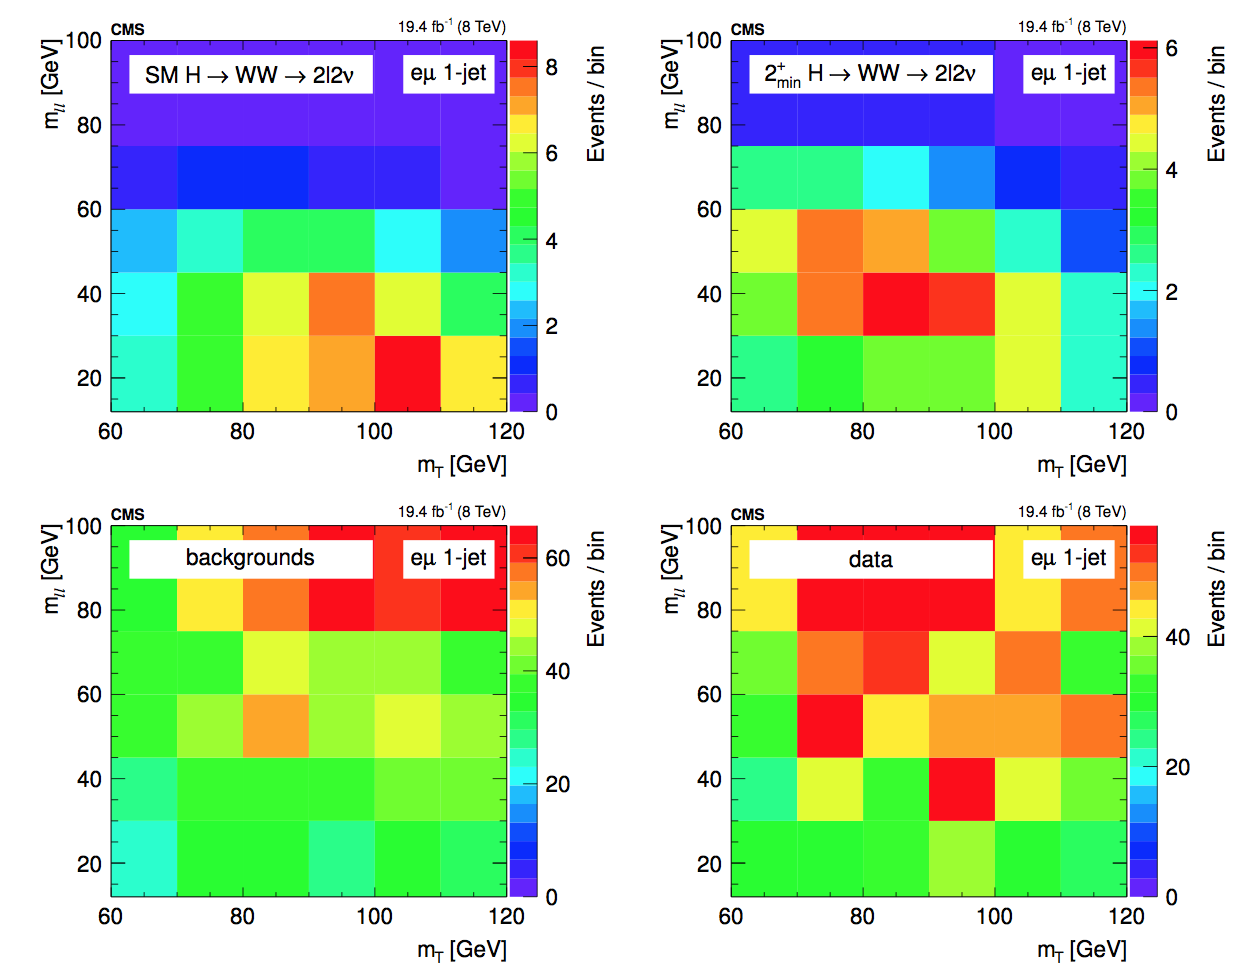 CMS 19.4 fb⁻¹ (8 TeV)
SM H → WW → 2l2ν
eμ 1-jet
m_ll [GeV]
100
80
60
40
20
60 80 100 120
m_T [GeV]
Events / bin
8
6
4
2
0
CMS 19.4 fb⁻¹ (8 TeV)
2⁺_min H → WW → 2l2ν
eμ 1-jet
m_ll [GeV]
100
80
60
40
20
60 80 100 120
m_T [GeV]
Events / bin
6
4
2
0
CMS 19.4 fb⁻¹ (8 TeV)
backgrounds
eμ 1-jet
m_ll [GeV]
100
80
60
40
20
60 80 100 120
m_T [GeV]
Events / bin
60
40
20
0
CMS 19.4 fb⁻¹ (8 TeV)
data
eμ 1-jet
m_ll [GeV]
100
80
60
40
20
60 80 100 120
m_T [GeV]
Events / bin
40
20
0